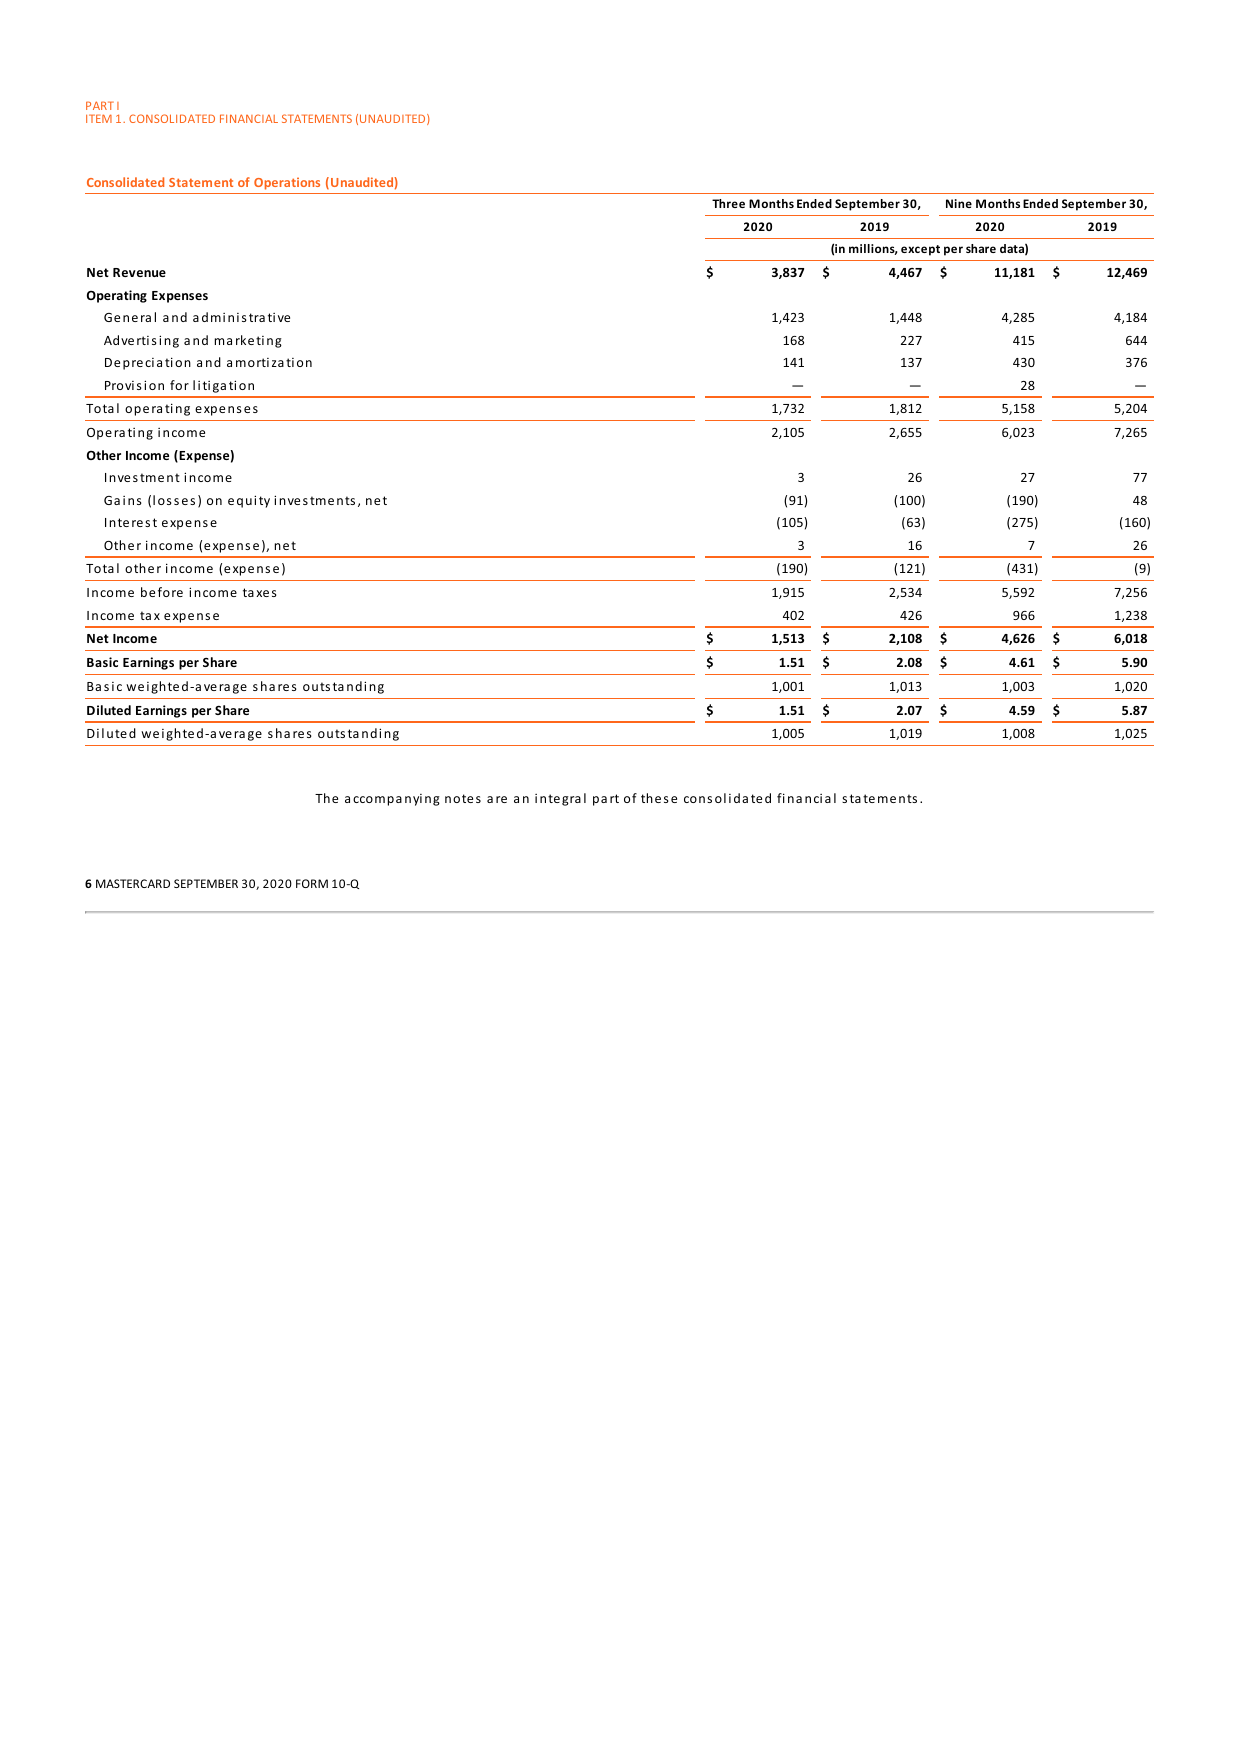 PART I
ITEM 1. CONSOLIDATED FINANCIAL STATEMENTS (UNAUDITED)
Consolidated Statement of Operations (Unaudited)
Three Months Ended September 30, Nine Months Ended September 30,
2020 2019 2020 2019
(in millions, except per share data)
Net Revenue $ 3,837 $ 4,467 $ 11,181 $ 12,469
Operating Expenses
General and administrative 1,423 1,448 4,285 4,184
Advertising and marketing 168 227 415 644
Depreciation and amortization 141 137 430 376
Provision for litigation — — 28 —
Total operating expenses 1,732 1,812 5,158 5,204
Operating income 2,105 2,655 6,023 7,265
Other Income (Expense)
Investment income 3 26 27 77
Gains (losses) on equity investments, net (91) (100) (190) 48
Interest expense (105) (63) (275) (160)
Other income (expense), net 3 16 7 26
Total other income (expense) (190) (121) (431) (9)
Income before income taxes 1,915 2,534 5,592 7,256
Income tax expense 402 426 966 1,238
Net Income $ 1,513 $ 2,108 $ 4,626 $ 6,018
Basic Earnings per Share $ 1.51 $ 2.08 $ 4.61 $ 5.90
Basic weighted-average shares outstanding 1,001 1,013 1,003 1,020
Diluted Earnings per Share $ 1.51 $ 2.07 $ 4.59 $ 5.87
Diluted weighted-average shares outstanding 1,005 1,019 1,008 1,025
The accompanying notes are an integral part of these consolidated financial statements.
6 MASTERCARD SEPTEMBER 30, 2020 FORM 10-Q